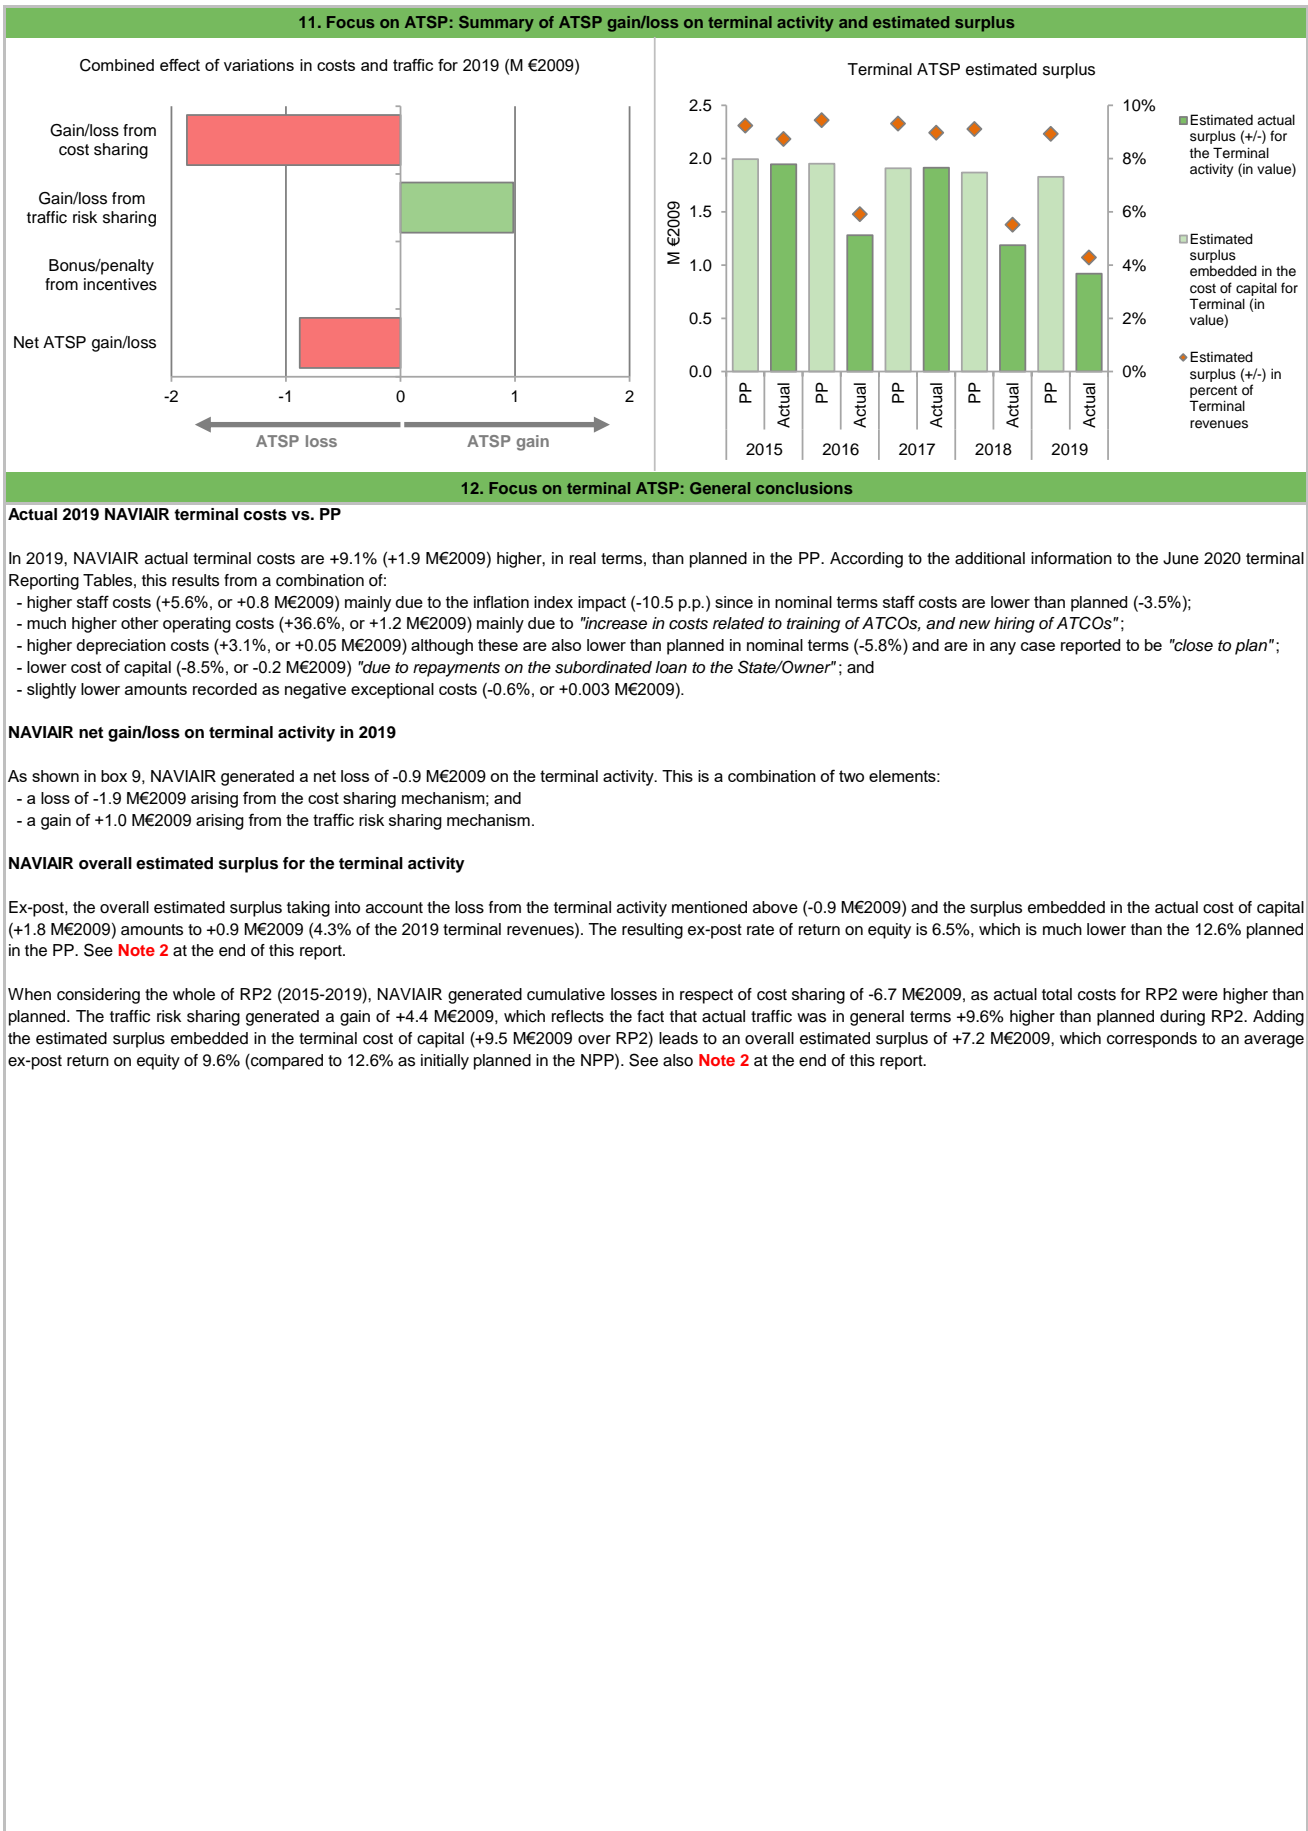 11. Focus on ATSP: Summary of ATSP gain/loss on terminal activity and estimated surplus
Combined effect of variations in costs and traffic for 2019 (M €2009)
Gain/loss from
cost sharing
Gain/loss from
traffic risk sharing
Bonus/penalty
from incentives
Net ATSP gain/loss
-2
-1
0
1
2
ATSP loss
ATSP gain
Terminal ATSP estimated surplus
M €2009
2.5
2.0
1.5
1.0
0.5
0.0
10%
8%
6%
4%
2%
0%
PP
Actual
PP
Actual
PP
Actual
PP
Actual
PP
Actual
2015
2016
2017
2018
2019
Estimated actual
surplus (+/-) for
the Terminal
activity (in value)
Estimated
surplus
embedded in the
cost of capital for
Terminal (in
value)
Estimated
surplus (+/-) in
percent of
Terminal
revenues
12. Focus on terminal ATSP: General conclusions
Actual 2019 NAVIAIR terminal costs vs. PP
In 2019, NAVIAIR actual terminal costs are +9.1% (+1.9 M€2009) higher, in real terms, than planned in the PP. According to the additional information to the June 2020 terminal
Reporting Tables, this results from a combination of:
- higher staff costs (+5.6%, or +0.8 M€2009) mainly due to the inflation index impact (-10.5 p.p.) since in nominal terms staff costs are lower than planned (-3.5%);
- much higher other operating costs (+36.6%, or +1.2 M€2009) mainly due to "increase in costs related to training of ATCOs, and new hiring of ATCOs";
- higher depreciation costs (+3.1%, or +0.05 M€2009) although these are also lower than planned in nominal terms (-5.8%) and are in any case reported to be "close to plan";
- lower cost of capital (-8.5%, or -0.2 M€2009) "due to repayments on the subordinated loan to the State/Owner"; and
- slightly lower amounts recorded as negative exceptional costs (-0.6%, or +0.003 M€2009).
NAVIAIR net gain/loss on terminal activity in 2019
As shown in box 9, NAVIAIR generated a net loss of -0.9 M€2009 on the terminal activity. This is a combination of two elements:
- a loss of -1.9 M€2009 arising from the cost sharing mechanism; and
- a gain of +1.0 M€2009 arising from the traffic risk sharing mechanism.
NAVIAIR overall estimated surplus for the terminal activity
Ex-post, the overall estimated surplus taking into account the loss from the terminal activity mentioned above (-0.9 M€2009) and the surplus embedded in the actual cost of capital
(+1.8 M€2009) amounts to +0.9 M€2009 (4.3% of the 2019 terminal revenues). The resulting ex-post rate of return on equity is 6.5%, which is much lower than the 12.6% planned
in the PP. See Note 2 at the end of this report.
When considering the whole of RP2 (2015-2019), NAVIAIR generated cumulative losses in respect of cost sharing of -6.7 M€2009, as actual total costs for RP2 were higher than
planned. The traffic risk sharing generated a gain of +4.4 M€2009, which reflects the fact that actual traffic was in general terms +9.6% higher than planned during RP2. Adding
the estimated surplus embedded in the terminal cost of capital (+9.5 M€2009 over RP2) leads to an overall estimated surplus of +7.2 M€2009, which corresponds to an average
ex-post return on equity of 9.6% (compared to 12.6% as initially planned in the NPP). See also Note 2 at the end of this report.